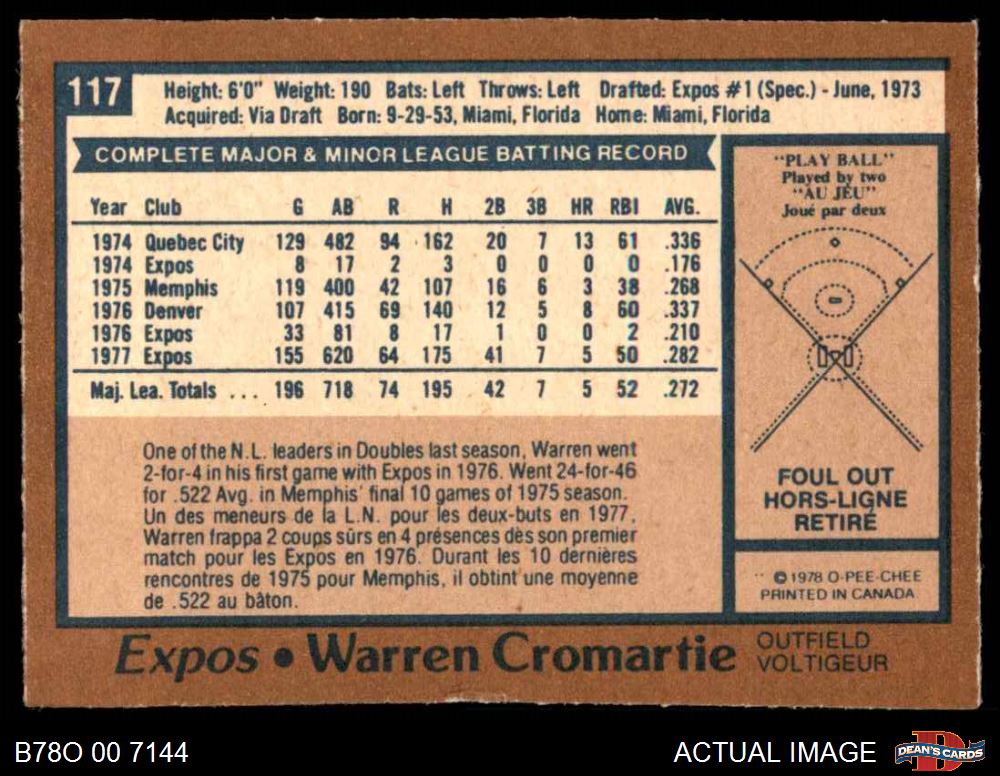 117
Height: 6'0" Weight: 190 Bats: Left Throws: Left Drafted: Expos #1 (Spec.) - June, 1973
Acquired: Via Draft Born: 9-29-53, Miami, Florida Home: Miami, Florida
COMPLETE MAJOR & MINOR LEAGUE BATTING RECORD
Year Club G AB R H 2B 3B HR RBI AVG.
1974 Quebec City 129 482 94 162 20 7 13 61 .336
1974 Expos 8 17 2 3 0 0 0 0 .176
1975 Memphis 119 400 42 107 16 6 3 38 .268
1976 Denver 107 415 69 140 12 5 8 60 .337
1976 Expos 33 81 8 17 1 0 0 2 .210
1977 Expos 155 620 64 175 41 7 5 50 .282
Maj. Lea. Totals ... 196 718 74 195 42 7 5 52 .272
One of the N.L. leaders in Doubles last season, Warren went
2-for-4 in his first game with Expos in 1976. Went 24-for-46
for .522 Avg. in Memphis' final 10 games of 1975 season.
Un des meneurs de la L.N. pour les deux-buts en 1977,
Warren frappa 2 coups sûrs en 4 présences dès son premier
match pour les Expos en 1976. Durant les 10 dernières
rencontres de 1975 pour Memphis, il obtint une moyenne
de .522 au bâton.
"PLAY BALL"
Played by two
"AU JEU"
Joué par deux
FOUL OUT
HORS-LIGNE
RETIRÉ
© 1978 O-PEE-CHEE
PRINTED IN CANADA
Expos • Warren Cromartie
OUTFIELD
VOLTIGEUR
B78O 00 7144
ACTUAL IMAGE
DEAN'S CARDS